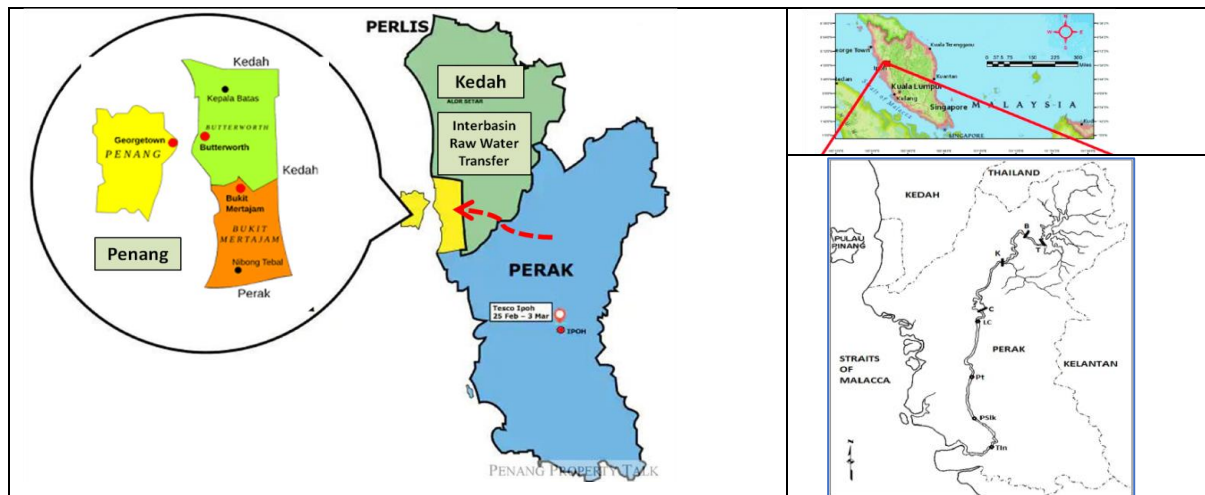 PERLIS
Kedah
ALOR SETAR
Interbasin
Raw Water
Transfer
PERAK
Tesco Ipoh
25 Feb – 3 Mar
IPOH
PENANG PROPERTY TALK
Kedah
Kepala Batas
BUTTERWORTH
Butterworth
Georgetown
PENANG
Kedah
Bukit
Mertajam
BUKIT
MERTAJAM
Nibong Tebal
Penang
Perak
Kuala Terengganu
Kuantan
Kuala Lumpur
Klang
Singapore
MALAYSIA
SINGAPORE
THAILAND
KEDAH
PULAU
PINANG
B
T
K
C
LC
PERAK
STRAITS
OF
MALACCA
KELANTAN
Pt
PSlk
Tln
N